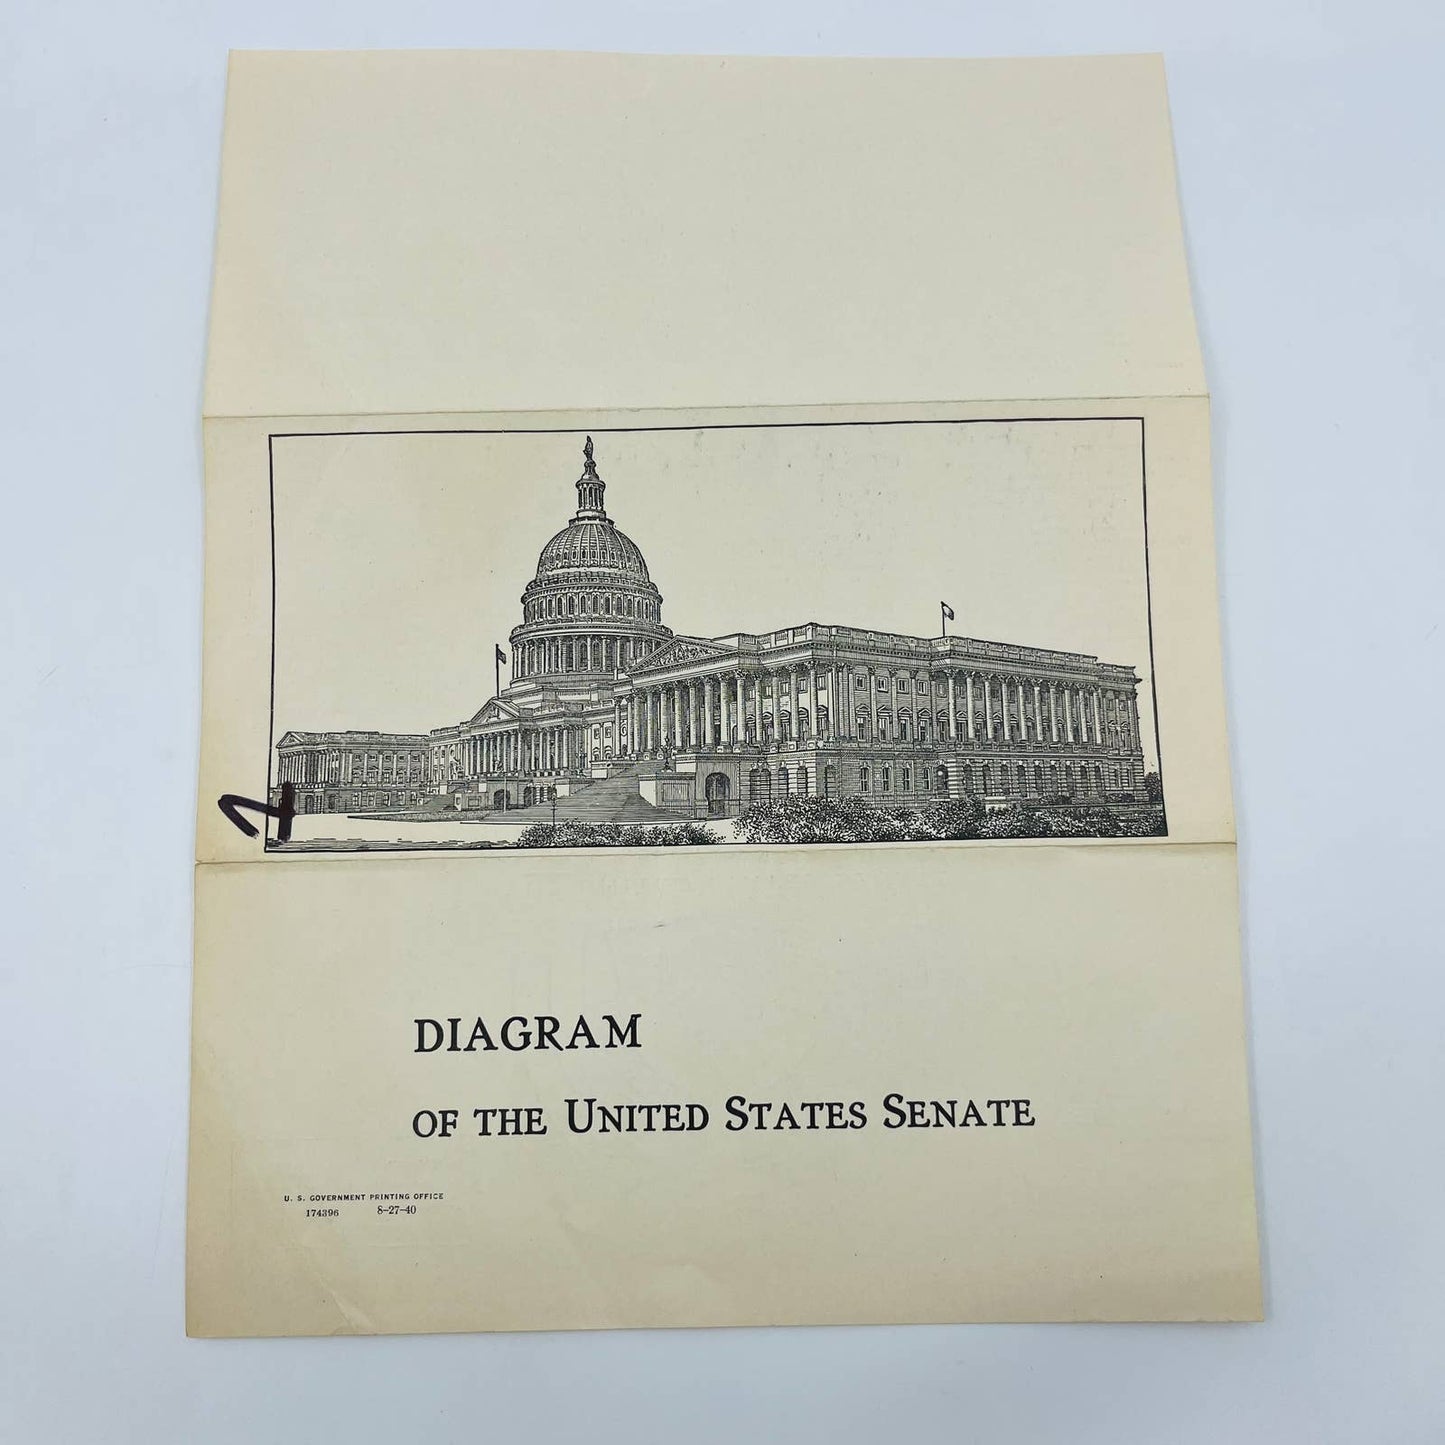 DIAGRAM
OF THE UNITED STATES SENATE
U. S. GOVERNMENT PRINTING OFFICE
174396 8–27–40